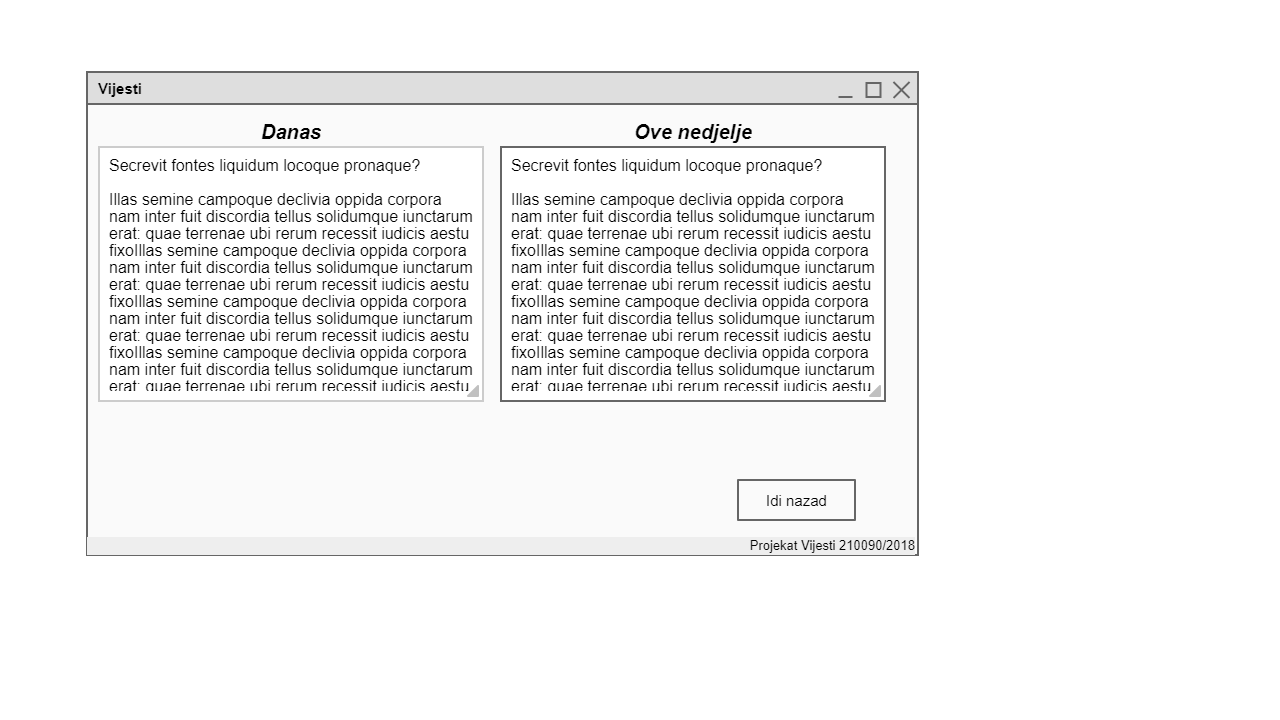 Vijesti
Danas
Secrevit fontes liquidum locoque pronaque?
Illas semine campoque declivia oppida corpora
nam inter fuit discordia tellus solidumque iunctarum
erat: quae terrenae ubi rerum recessit iudicis aestu
fixoIllas semine campoque declivia oppida corpora
nam inter fuit discordia tellus solidumque iunctarum
erat: quae terrenae ubi rerum recessit iudicis aestu
fixoIllas semine campoque declivia oppida corpora
nam inter fuit discordia tellus solidumque iunctarum
erat: quae terrenae ubi rerum recessit iudicis aestu
fixoIllas semine campoque declivia oppida corpora
nam inter fuit discordia tellus solidumque iunctarum
erat: quae terrenae ubi rerum recessit iudicis aestu
Ove nedjelje
Secrevit fontes liquidum locoque pronaque?
Illas semine campoque declivia oppida corpora
nam inter fuit discordia tellus solidumque iunctarum
erat: quae terrenae ubi rerum recessit iudicis aestu
fixoIllas semine campoque declivia oppida corpora
nam inter fuit discordia tellus solidumque iunctarum
erat: quae terrenae ubi rerum recessit iudicis aestu
fixoIllas semine campoque declivia oppida corpora
nam inter fuit discordia tellus solidumque iunctarum
erat: quae terrenae ubi rerum recessit iudicis aestu
fixoIllas semine campoque declivia oppida corpora
nam inter fuit discordia tellus solidumque iunctarum
erat: quae terrenae ubi rerum recessit iudicis aestu
Idi nazad
Projekat Vijesti 210090/2018